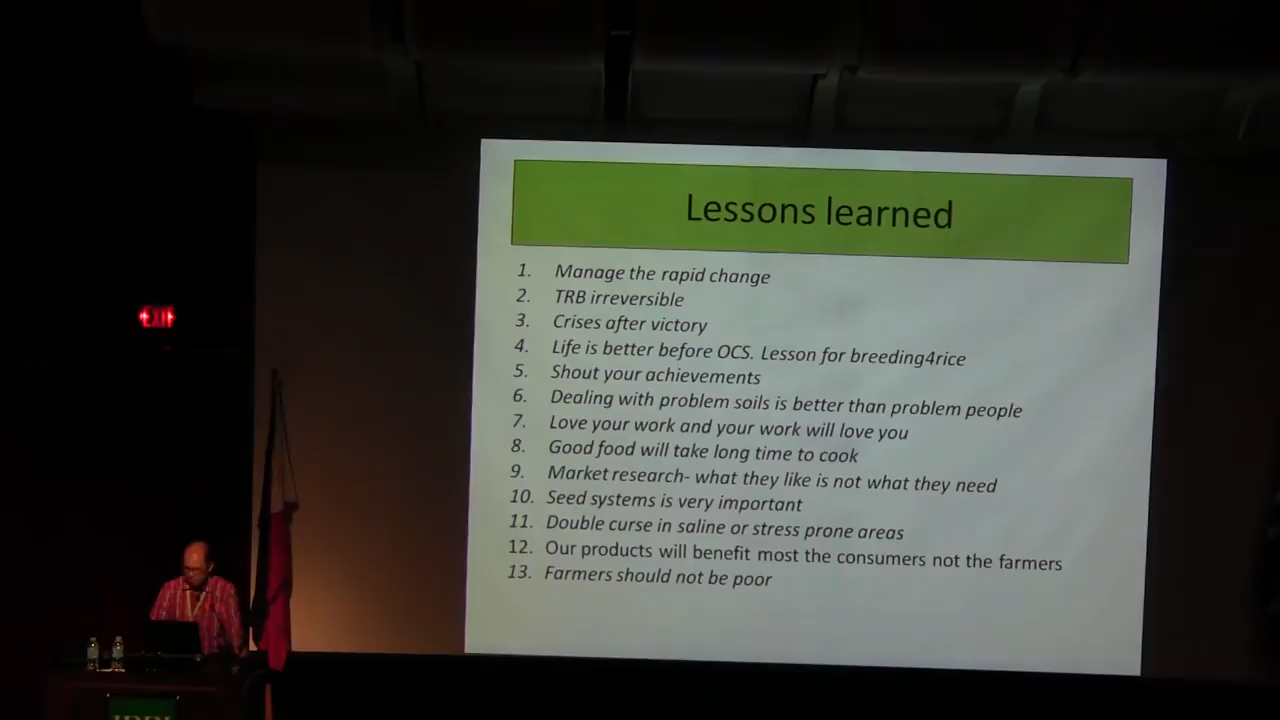 Lessons learned
1. Manage the rapid change
2. TRB irreversible
3. Crises after victory
4. Life is better before OCS. Lesson for breeding4rice
5. Shout your achievements
6. Dealing with problem soils is better than problem people
7. Love your work and your work will love you
8. Good food will take long time to cook
9. Market research- what they like is not what they need
10. Seed systems is very important
11. Double curse in saline or stress prone areas
12. Our products will benefit most the consumers not the farmers
13. Farmers should not be poor
EXIT